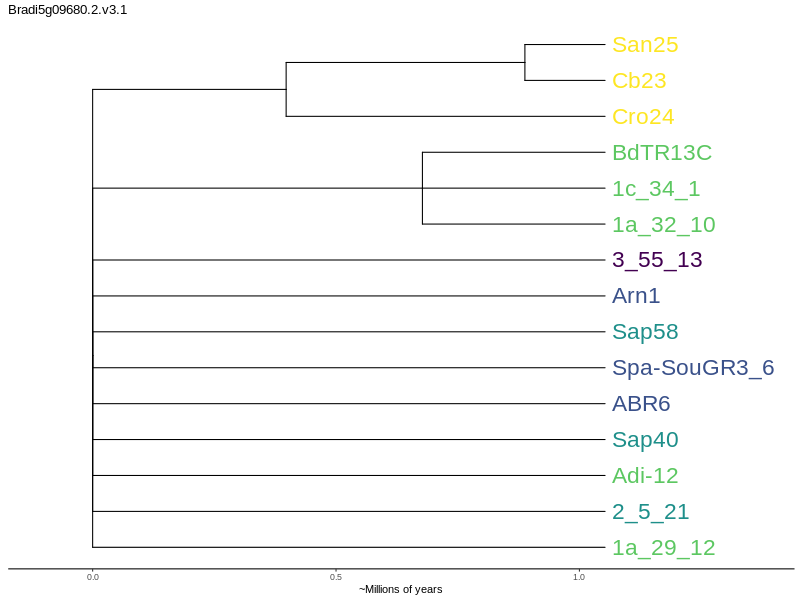 Bradi5g09680.2.v3.1
San25
Cb23
Cro24
BdTR13C
1c_34_1
1a_32_10
3_55_13
Arn1
Sap58
Spa-SouGR3_6
ABR6
Sap40
Adi-12
2_5_21
1a_29_12
0.0 0.5 1.0
~Millions of years